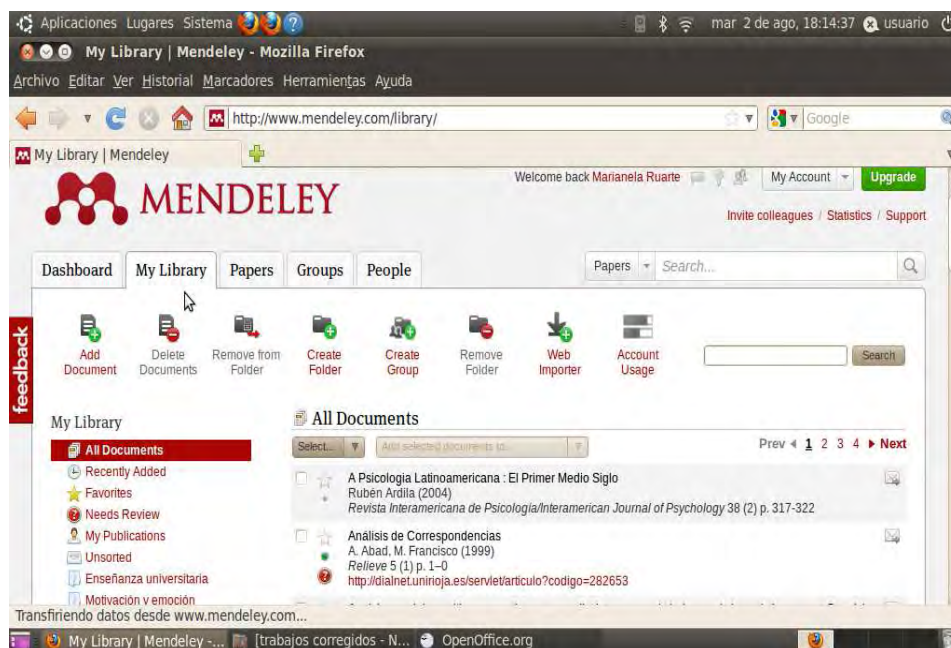 Aplicaciones Lugares Sistema mar 2 de ago, 18:14:37 usuario
My Library | Mendeley - Mozilla Firefox
Archivo Editar Ver Historial Marcadores Herramientas Ayuda
http://www.mendeley.com/library/ Google
My Library | Mendeley
MENDELEY Welcome back Marianela Ruarte My Account Upgrade
Invite colleagues / Statistics / Support
Dashboard My Library Papers Groups People Papers Search...
feedback
Add Document Delete Documents Remove from Folder Create Folder Create Group Remove Folder Web Importer Account Usage Search
My Library All Documents
All Documents Select... Add selected documents to... Prev 1 2 3 4 Next
Recently Added A Psicologia Latinoamericana : El Primer Medio Siglo
Favorites Rubén Ardila (2004)
Needs Review Revista Interamericana de Psicologia/Interamerican Journal of Psychology 38 (2) p. 317-322
My Publications Análisis de Correspondencias
Unsorted A. Abad, M. Francisco (1999)
Enseñanza universitaria Relieve 5 (1) p. 1–0
Motivación y emoción http://dialnet.unirioja.es/servlet/articulo?codigo=282653
Transfiriendo datos desde www.mendeley.com...
My Library | Mendeley -... [trabajos corregidos - N... OpenOffice.org